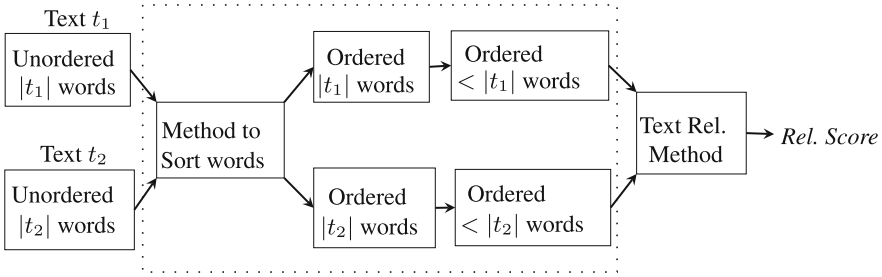 Text t₁
Unordered
|t₁| words
Text t₂
Unordered
|t₂| words
Method to
Sort words
Ordered
|t₁| words
Ordered
< |t₁| words
Ordered
|t₂| words
Ordered
< |t₂| words
Text Rel.
Method
Rel. Score